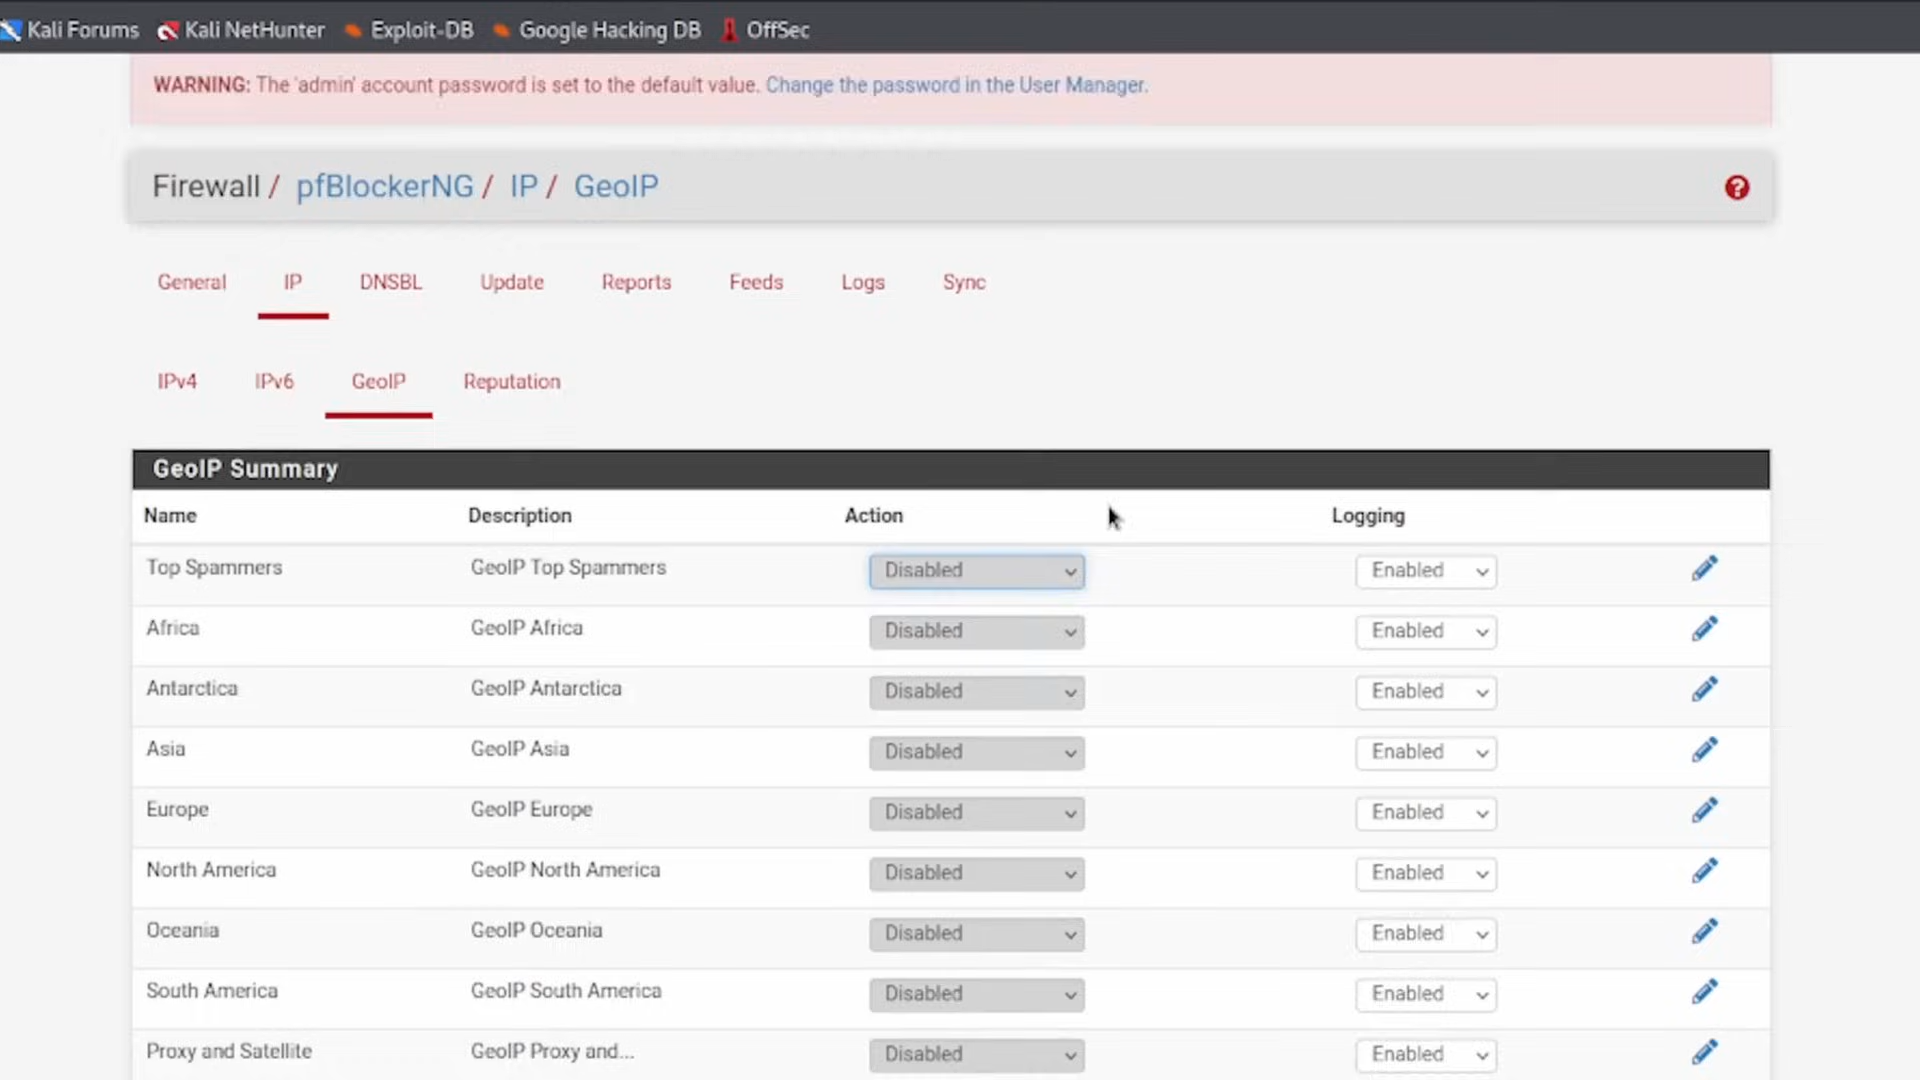 Kali Forums Kali NetHunter Exploit-DB Google Hacking DB OffSec
WARNING: The 'admin' account password is set to the default value. Change the password in the User Manager.
Firewall / pfBlockerNG / IP / GeoIP ?
General IP DNSBL Update Reports Feeds Logs Sync
IPv4 IPv6 GeoIP Reputation
GeoIP Summary
Name Description Action Logging
Top Spammers GeoIP Top Spammers Disabled Enabled
Africa GeoIP Africa Disabled Enabled
Antarctica GeoIP Antarctica Disabled Enabled
Asia GeoIP Asia Disabled Enabled
Europe GeoIP Europe Disabled Enabled
North America GeoIP North America Disabled Enabled
Oceania GeoIP Oceania Disabled Enabled
South America GeoIP South America Disabled Enabled
Proxy and Satellite GeoIP Proxy and... Disabled Enabled